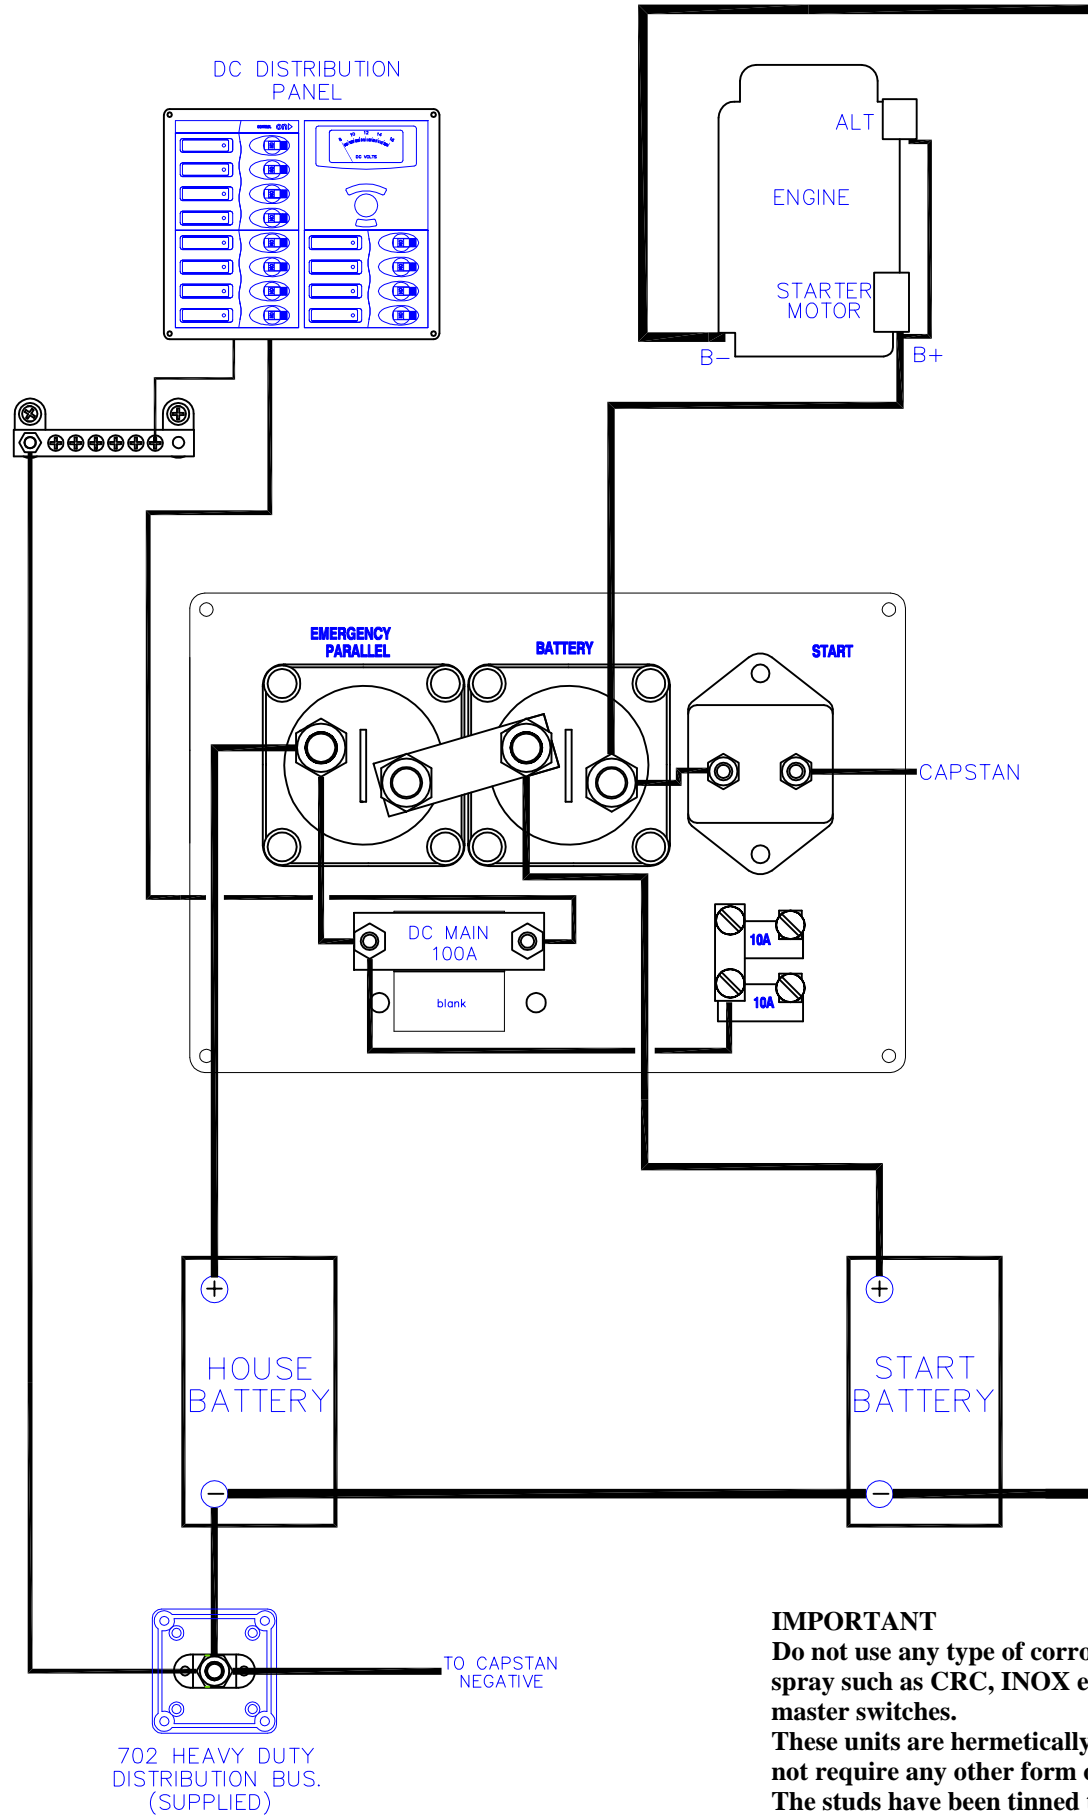 DC DISTRIBUTION
PANEL
ALT
ENGINE
STARTER
MOTOR
B-
B+
DC VOLTS
EMERGENCY
PARALLEL
BATTERY
START
CAPSTAN
DC MAIN
100A
blank
10A
10A
+
+
HOUSE
BATTERY
START
BATTERY
−
−
TO CAPSTAN
NEGATIVE
702 HEAVY DUTY
DISTRIBUTION BUS.
(SUPPLIED)
IMPORTANT
Do not use any type of corro
spray such as CRC, INOX e
master switches.
These units are hermetically
not require any other form o
The studs have been tinned